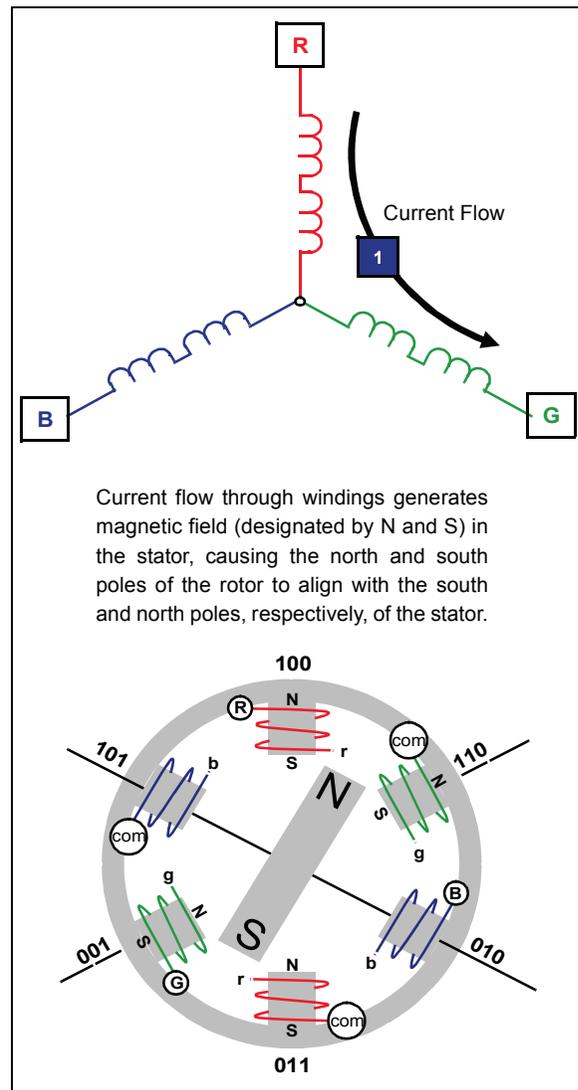 R
Current Flow
1
B
G
Current flow through windings generates
magnetic field (designated by N and S) in
the stator, causing the north and south
poles of the rotor to align with the south
and north poles, respectively, of the stator.
100
R
N
S
r
com
110
101
b
N
S
g
com
N
g
N
S
B
001
S
b
010
G
r
N
S
com
011